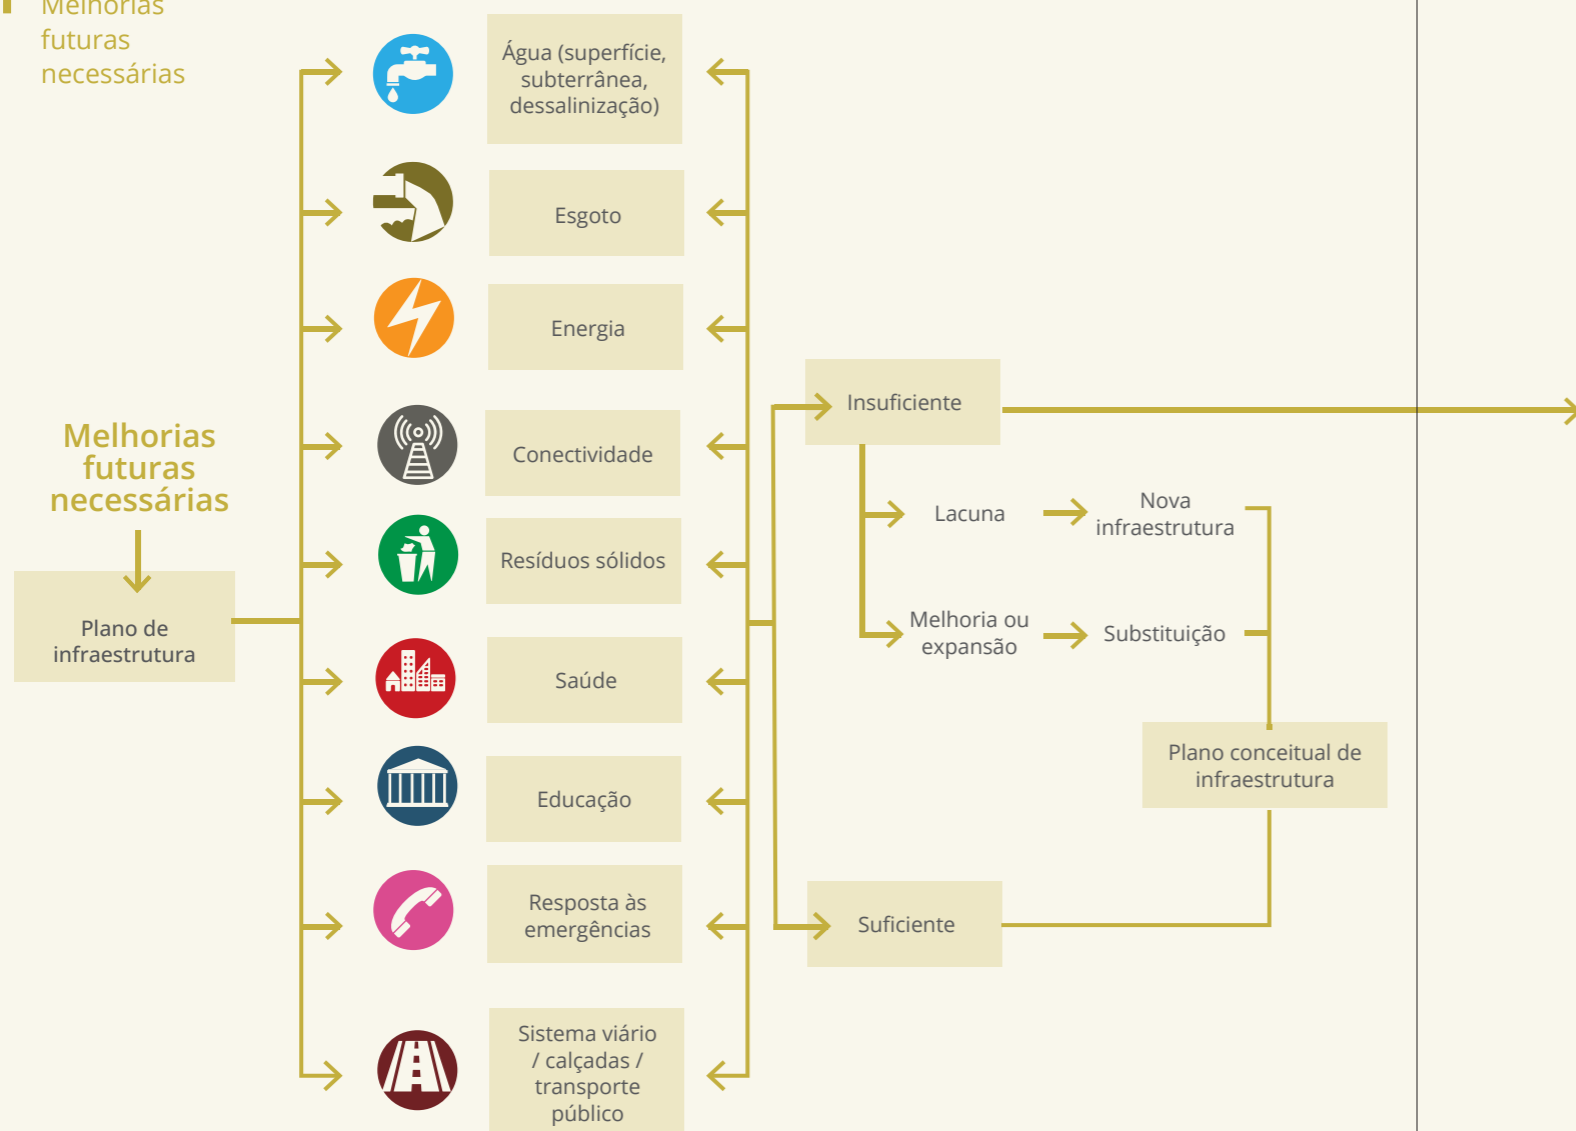 Melhorias
futuras
necessárias
Água (superfície,
subterrânea,
dessalinização)
Esgoto
Energia
Conectividade
Resíduos sólidos
Saúde
Educação
Resposta às
emergências
Sistema viário
/ calçadas /
transporte
público
Melhorias
futuras
necessárias
Plano de
infraestrutura
Insuficiente
Lacuna
Nova
infraestrutura
Melhoria ou
expansão
Substituição
Plano conceitual de
infraestrutura
Suficiente